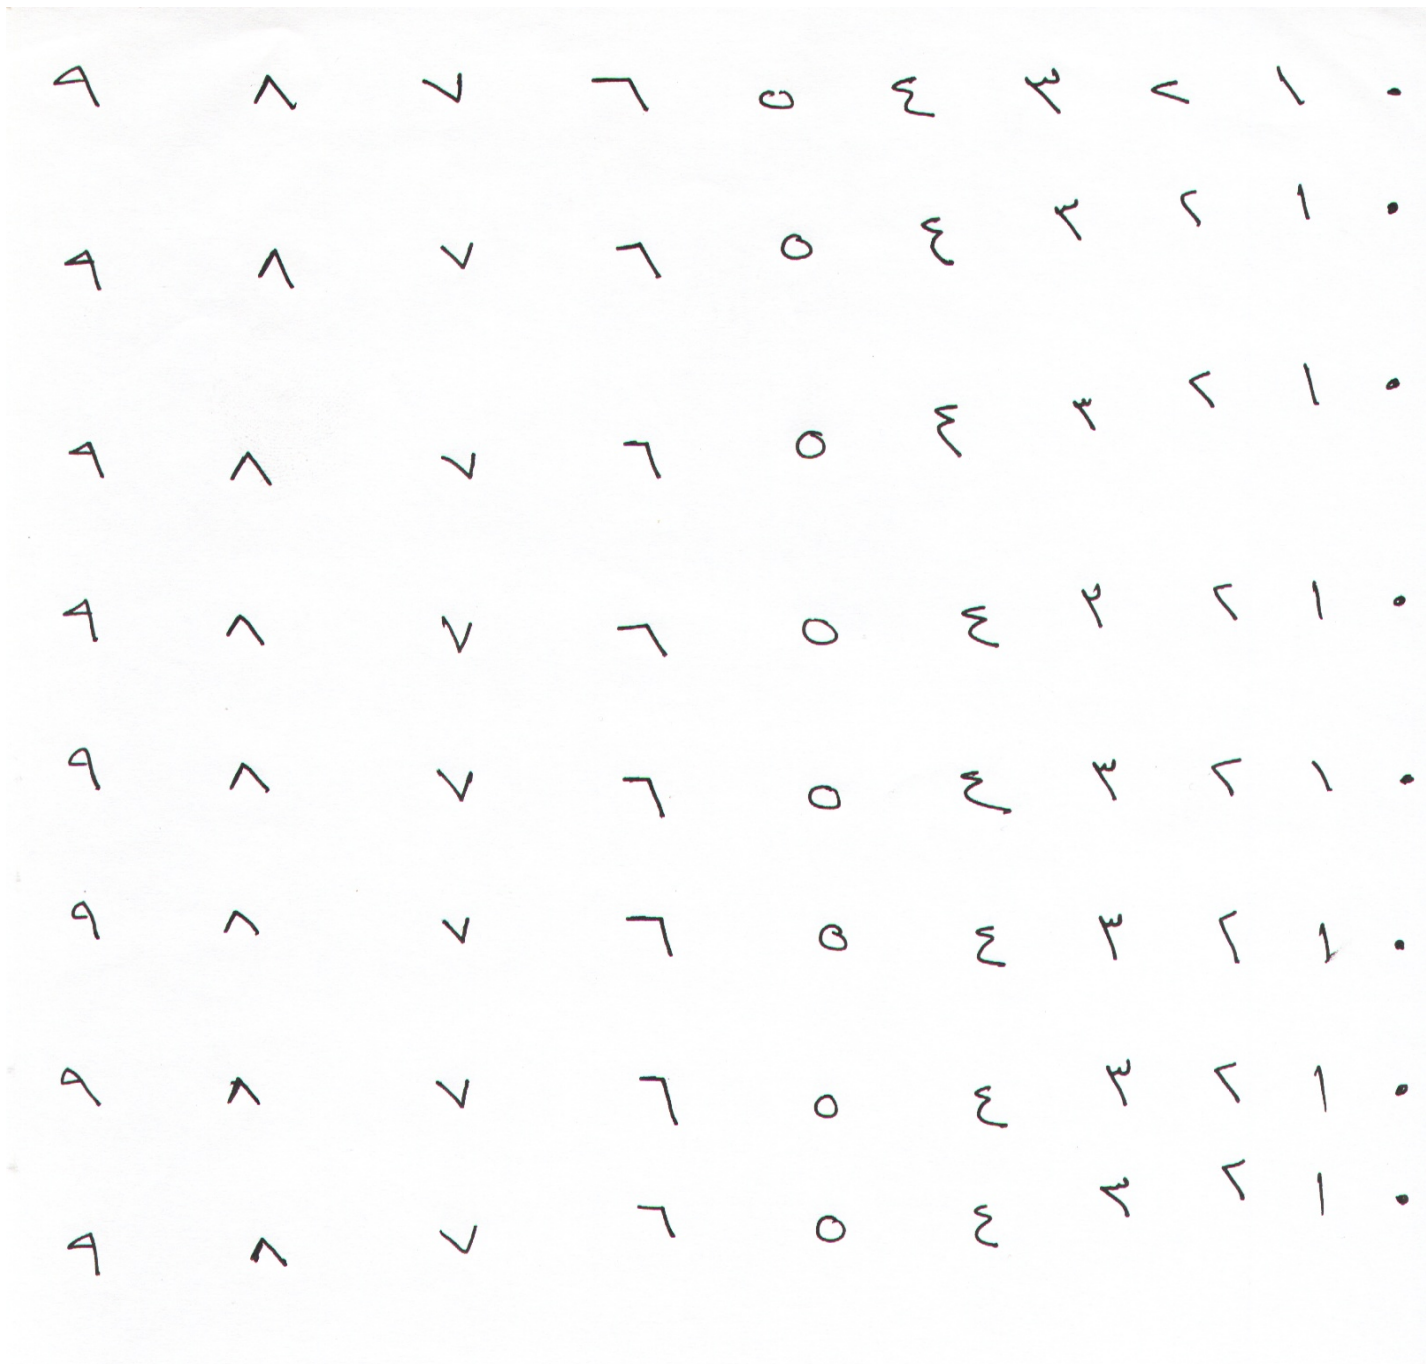 ٩ ٨ ٧ ٦ ٥ ٤ ٣ ٢ ١ ٠
٩ ٨ ٧ ٦ ٥ ٤ ٣ ٢ ١ ٠
٩ ٨ ٧ ٦ ٥ ٤ ٣ ٢ ١ ٠
٩ ٨ ٧ ٦ ٥ ٤ ٣ ٢ ١ ٠
٩ ٨ ٧ ٦ ٥ ٤ ٣ ٢ ١ ٠
٩ ٨ ٧ ٦ ٥ ٤ ٣ ٢ ١ ٠
٩ ٨ ٧ ٦ ٥ ٤ ٣ ٢ ١ ٠
٩ ٨ ٧ ٦ ٥ ٤ ٣ ٢ ١ ٠